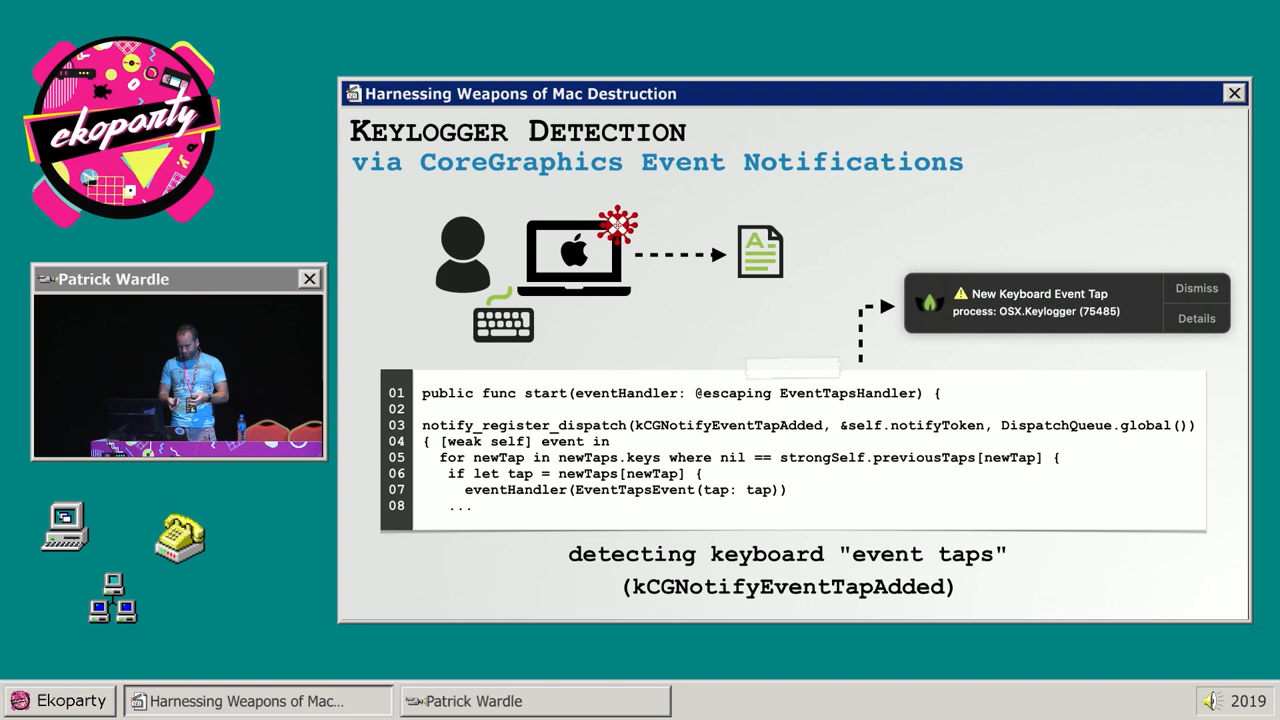 ekoparty
Harnessing Weapons of Mac Destruction
KEYLOGGER DETECTION
via CoreGraphics Event Notifications
A
Patrick Wardle
New Keyboard Event Tap
process: OSX.Keylogger (75485)
Dismiss
Details
01 public func start(eventHandler: @escaping EventTapsHandler) {
02
03 notify_register_dispatch(kCGNotifyEventTapAdded, &self.notifyToken, DispatchQueue.global())
04 { [weak self] event in
05 for newTap in newTaps.keys where nil == strongSelf.previousTaps[newTap] {
06 if let tap = newTaps[newTap] {
07 eventHandler(EventTapsEvent(tap: tap))
08 ...
detecting keyboard "event taps"
(kCGNotifyEventTapAdded)
Ekoparty
Harnessing Weapons of Mac...
Patrick Wardle
2019